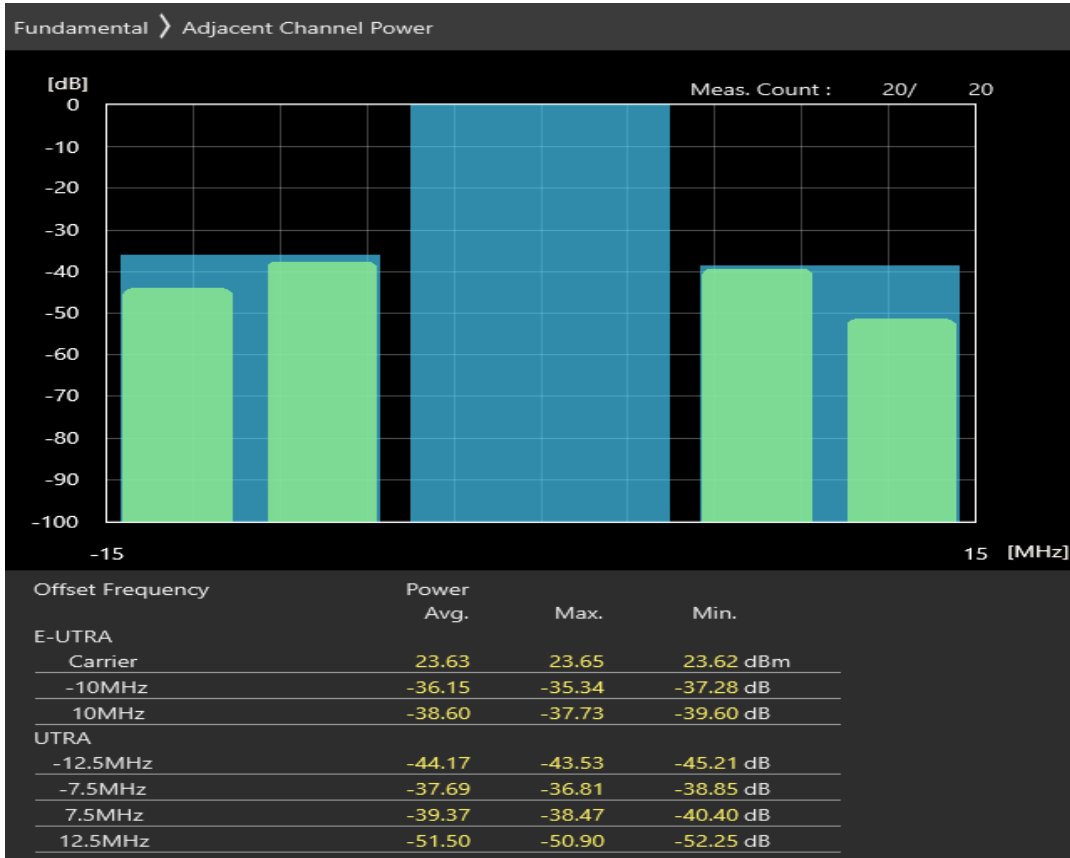 Fundamental ❭ Adjacent Channel Power
[dB]
Meas. Count : 20/ 20
0
-10
-20
-30
-40
-50
-60
-70
-80
-90
-100
-15 15 [MHz]
Offset Frequency Power
Avg. Max. Min.
E-UTRA
Carrier 23.63 23.65 23.62 dBm
-10MHz -36.15 -35.34 -37.28 dB
10MHz -38.60 -37.73 -39.60 dB
UTRA
-12.5MHz -44.17 -43.53 -45.21 dB
-7.5MHz -37.69 -36.81 -38.85 dB
7.5MHz -39.37 -38.47 -40.40 dB
12.5MHz -51.50 -50.90 -52.25 dB